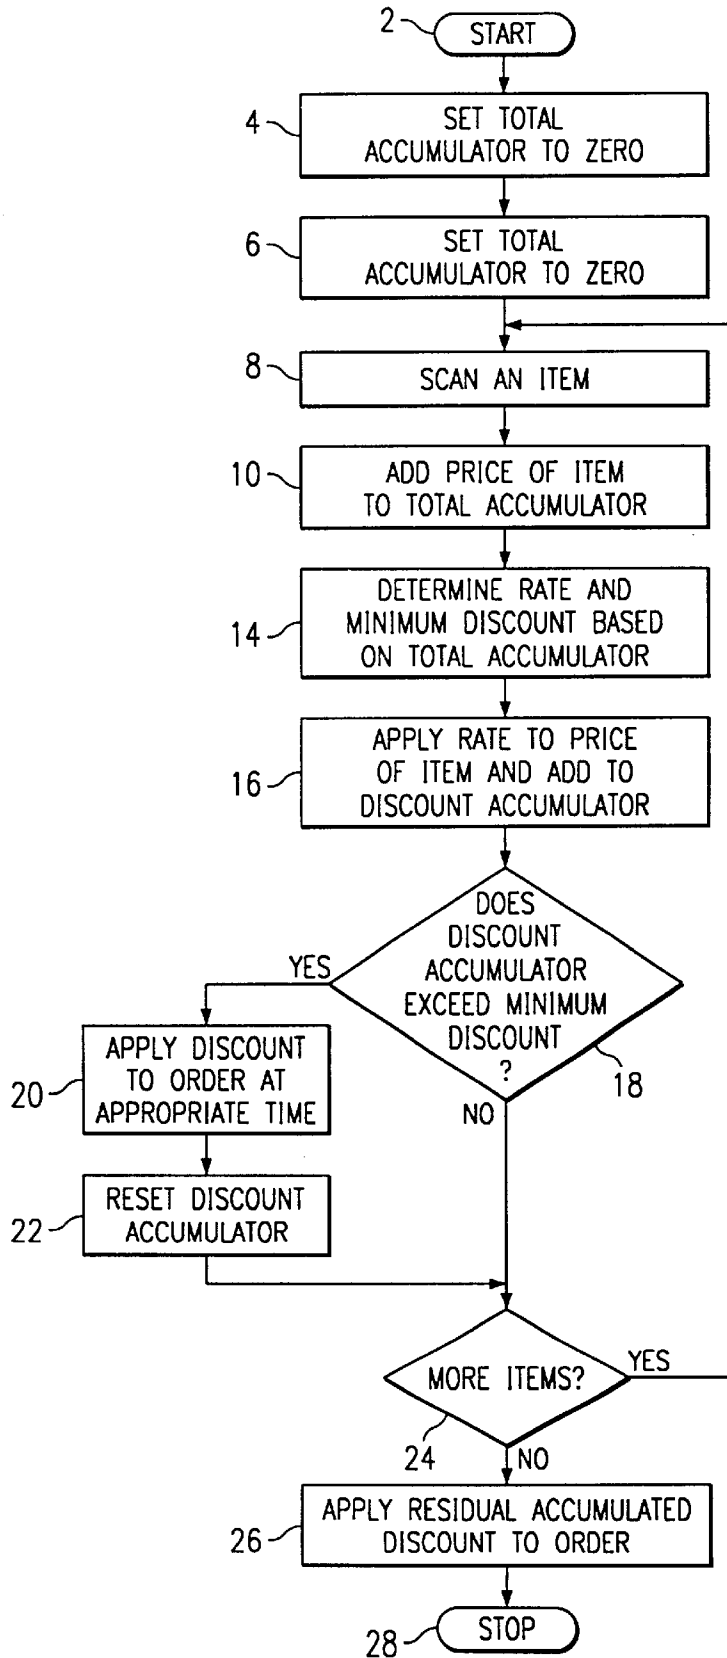 2
START
4
SET TOTAL
ACCUMULATOR TO ZERO
6
SET TOTAL
ACCUMULATOR TO ZERO
8
SCAN AN ITEM
10
ADD PRICE OF ITEM
TO TOTAL ACCUMULATOR
14
DETERMINE RATE AND
MINIMUM DISCOUNT BASED
ON TOTAL ACCUMULATOR
16
APPLY RATE TO PRICE
OF ITEM AND ADD TO
DISCOUNT ACCUMULATOR
DOES
DISCOUNT
ACCUMULATOR
EXCEED MINIMUM
DISCOUNT
?
18
YES
NO
20
APPLY DISCOUNT
TO ORDER AT
APPROPRIATE TIME
22
RESET DISCOUNT
ACCUMULATOR
MORE ITEMS?
YES
24
NO
26
APPLY RESIDUAL ACCUMULATED
DISCOUNT TO ORDER
28
STOP